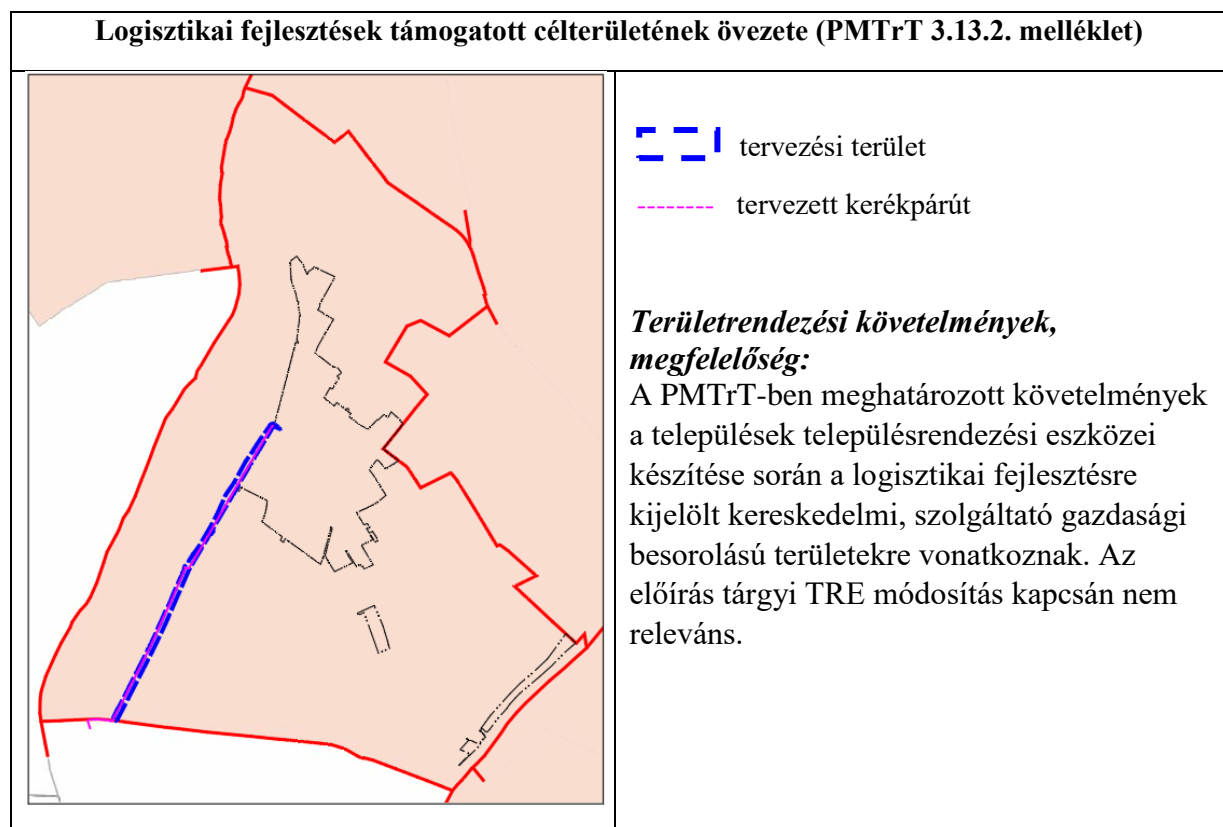 Logisztikai fejlesztések támogatott célterületének övezete (PMTrT 3.13.2. melléklet)
tervezési terület
tervezett kerékpárút
Területrendezési követelmények,
megfelelőség:
A PMTrT-ben meghatározott követelmények
a települések településrendezési eszközei
készítése során a logisztikai fejlesztésre
kijelölt kereskedelmi, szolgáltató gazdasági
besorolású területekre vonatkoznak. Az
előírás tárgyi TRE módosítás kapcsán nem
releváns.